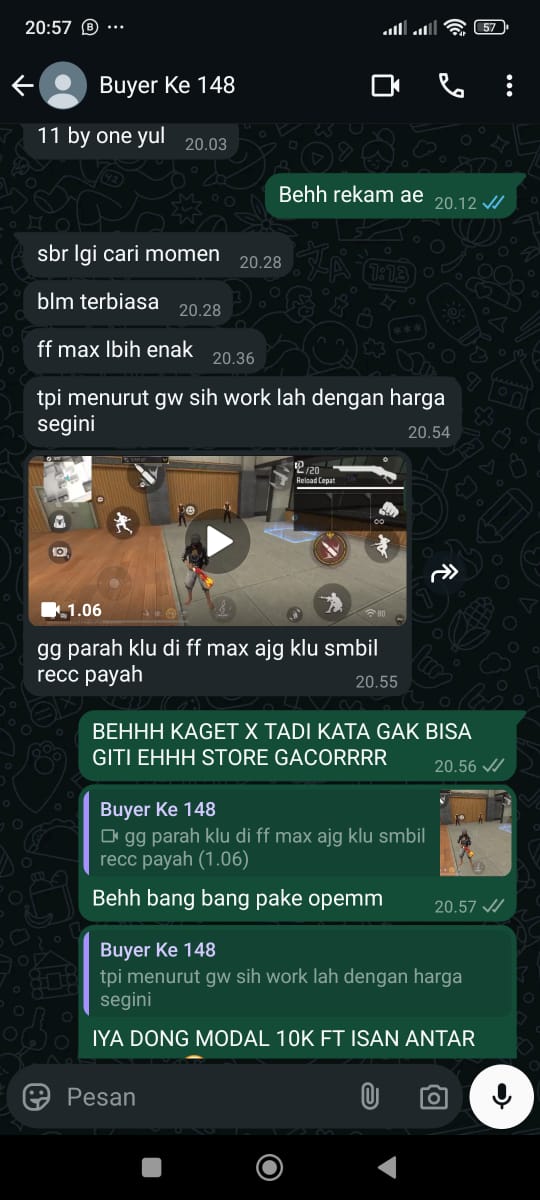 20:57
57
Buyer Ke 148
11 by one yul 20.03
Behh rekam ae 20.12
sbr lgi cari momen 20.28
blm terbiasa 20.28
ff max lbih enak 20.36
tpi menurut gw sih work lah dengan harga
segini 20.54
2/20
Reload Cepat
80
1.06
gg parah klu di ff max ajg klu smbil
recc payah 20.55
BEHHH KAGET X TADI KATA GAK BISA
GITI EHHH STORE GACORRRR 20.56
Buyer Ke 148
gg parah klu di ff max ajg klu smbil
recc payah (1.06)
Behh bang bang pake opemm 20.57
Buyer Ke 148
tpi menurut gw sih work lah dengan harga
segini
IYA DONG MODAL 10K FT ISAN ANTAR
Pesan